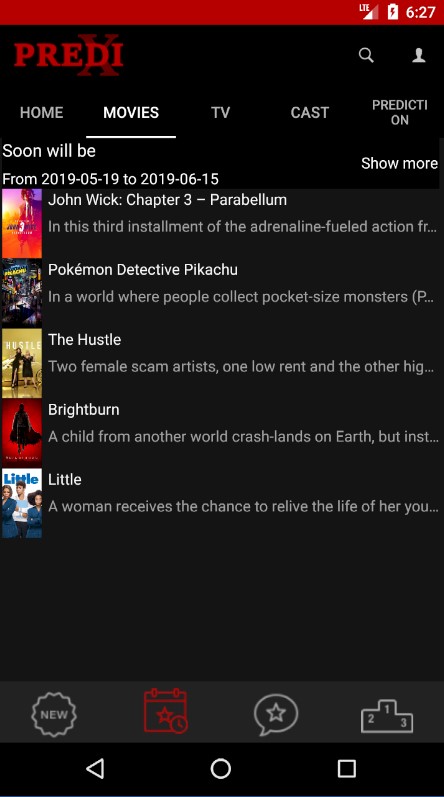 LTE 6:27
PREDIX
HOME MOVIES TV CAST PREDICTI
ON
Soon will be
Show more
From 2019-05-19 to 2019-06-15
John Wick: Chapter 3 – Parabellum
In this third installment of the adrenaline-fueled action fr...
Pokémon Detective Pikachu
In a world where people collect pocket-size monsters (P...
HUSTLE
The Hustle
Two female scam artists, one low rent and the other hig...
Brightburn
A child from another world crash-lands on Earth, but inst...
Little
Little
A woman receives the chance to relive the life of her you...
NEW
2 1 3